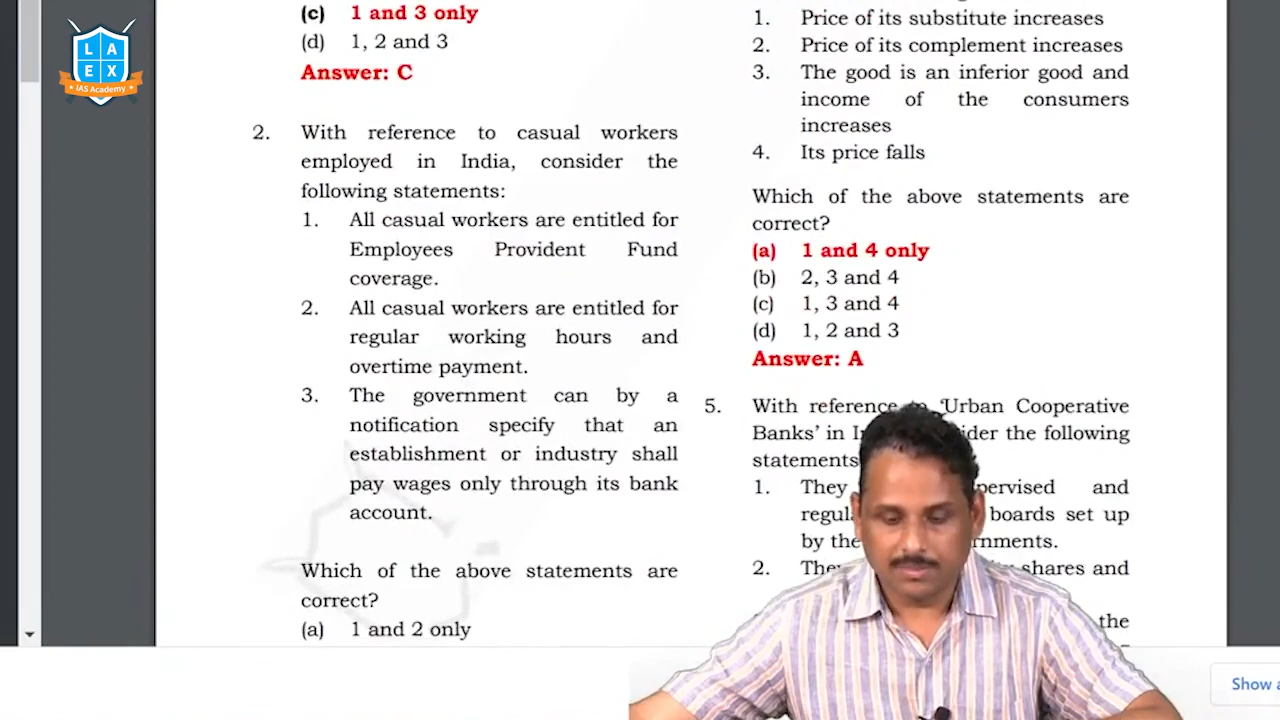 L A
E X
IAS Academy
(c) 1 and 3 only
(d) 1, 2 and 3
Answer: C
2. With reference to casual workers
employed in India, consider the
following statements:
1. All casual workers are entitled for
Employees Provident Fund
coverage.
2. All casual workers are entitled for
regular working hours and
overtime payment.
3. The government can by a
notification specify that an
establishment or industry shall
pay wages only through its bank
account.
Which of the above statements are
correct?
(a) 1 and 2 only
1. Price of its substitute increases
2. Price of its complement increases
3. The good is an inferior good and
income of the consumers
increases
4. Its price falls
Which of the above statements are
correct?
(a) 1 and 4 only
(b) 2, 3 and 4
(c) 1, 3 and 4
(d) 1, 2 and 3
Answer: A
5. With reference 'Urban Cooperative
Banks' in the following
statements
1. They and
boards set up
by the
2. They shares and
the
Show